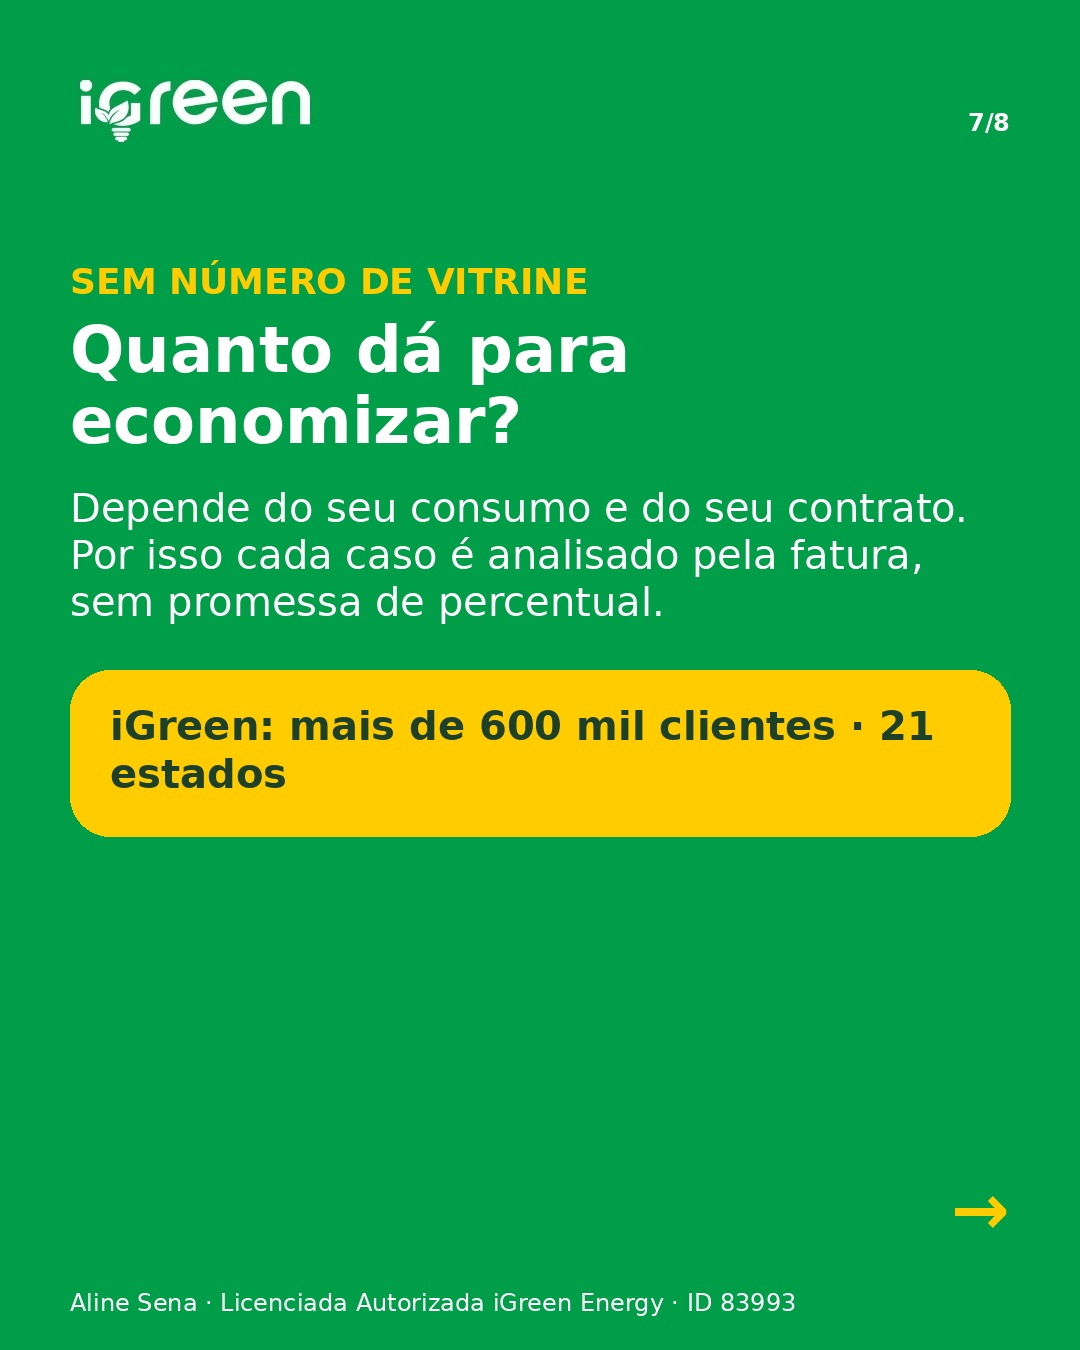 iGreen
7/8
SEM NÚMERO DE VITRINE
Quanto dá para
economizar?
Depende do seu consumo e do seu contrato.
Por isso cada caso é analisado pela fatura,
sem promessa de percentual.
iGreen: mais de 600 mil clientes · 21
estados
→
Aline Sena · Licenciada Autorizada iGreen Energy · ID 83993